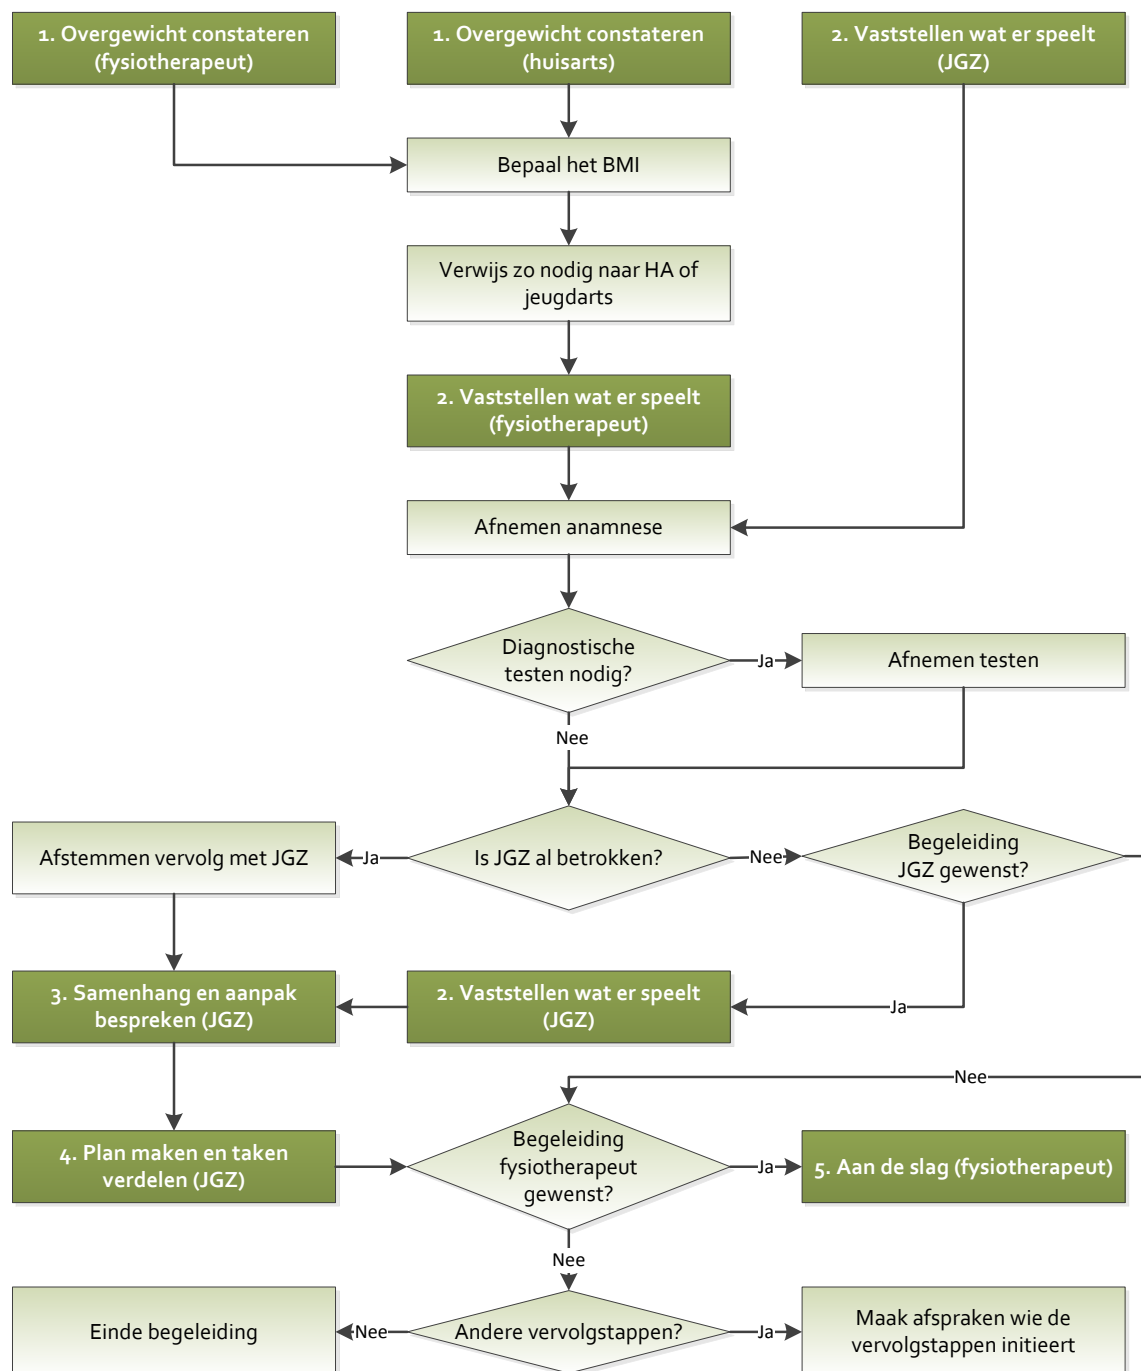 1. Overgewicht constateren
(fysiotherapeut)
1. Overgewicht constateren
(huisarts)
2. Vaststellen wat er speelt
(JGZ)
Bepaal het BMI
Verwijs zo nodig naar HA of
jeugdarts
2. Vaststellen wat er speelt
(fysiotherapeut)
Afnemen anamnese
Diagnostische
testen nodig?
Ja
Afnemen testen
Nee
Afstemmen vervolg met JGZ
Ja
Is JGZ al betrokken?
Nee
Begeleiding
JGZ gewenst?
3. Samenhang en aanpak
bespreken (JGZ)
2. Vaststellen wat er speelt
(JGZ)
Ja
Nee
4. Plan maken en taken
verdelen (JGZ)
Begeleiding
fysiotherapeut
gewenst?
Ja
5. Aan de slag (fysiotherapeut)
Nee
Einde begeleiding
Nee
Andere vervolgstappen?
Ja
Maak afspraken wie de
vervolgstappen initieert